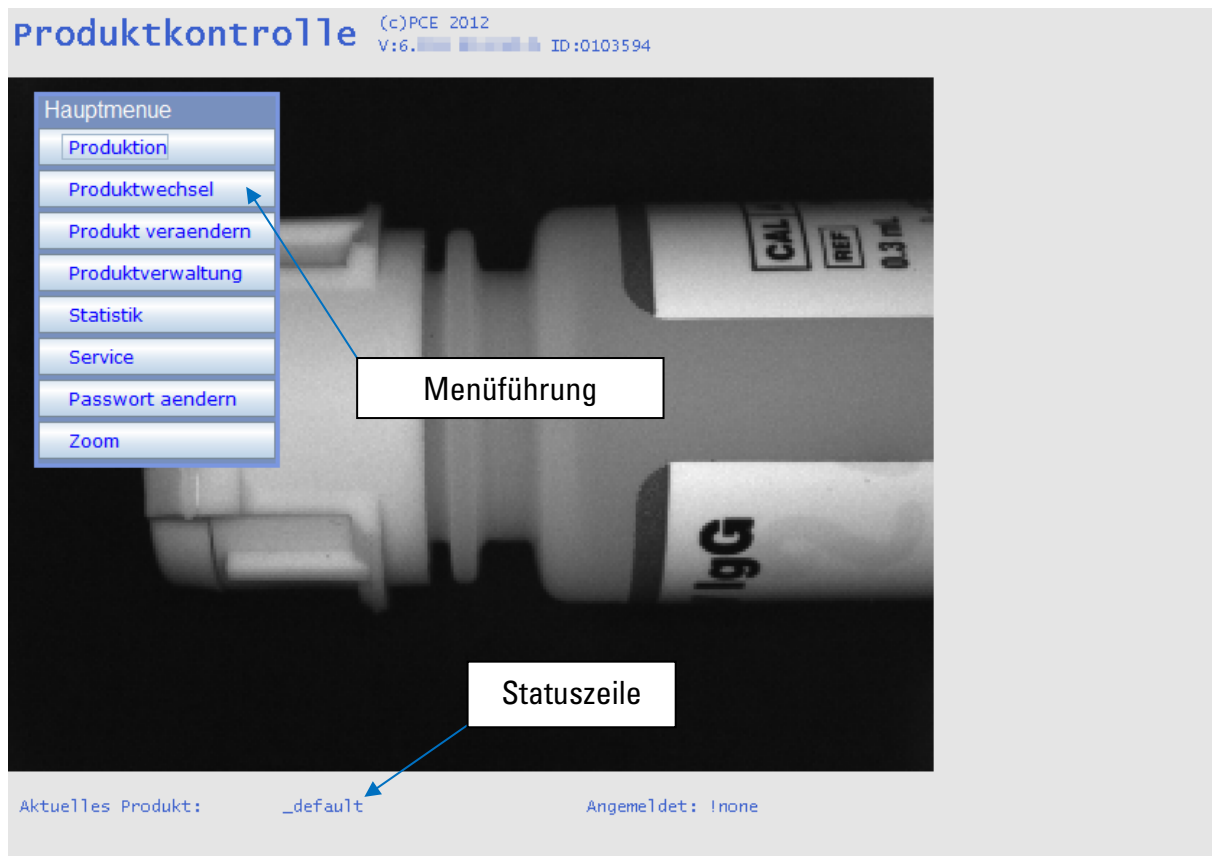 Produktkontrolle
(c)PCE 2012
V:6. ID:0103594
Hauptmenue
Produktion
Produktwechsel
Produkt veraendern
Produktverwaltung
Statistik
Service
Passwort aendern
Zoom
CAL
REF
0.3 mL
Menüführung
IgG
Statuszeile
Aktuelles Produkt: _default Angemeldet: !none